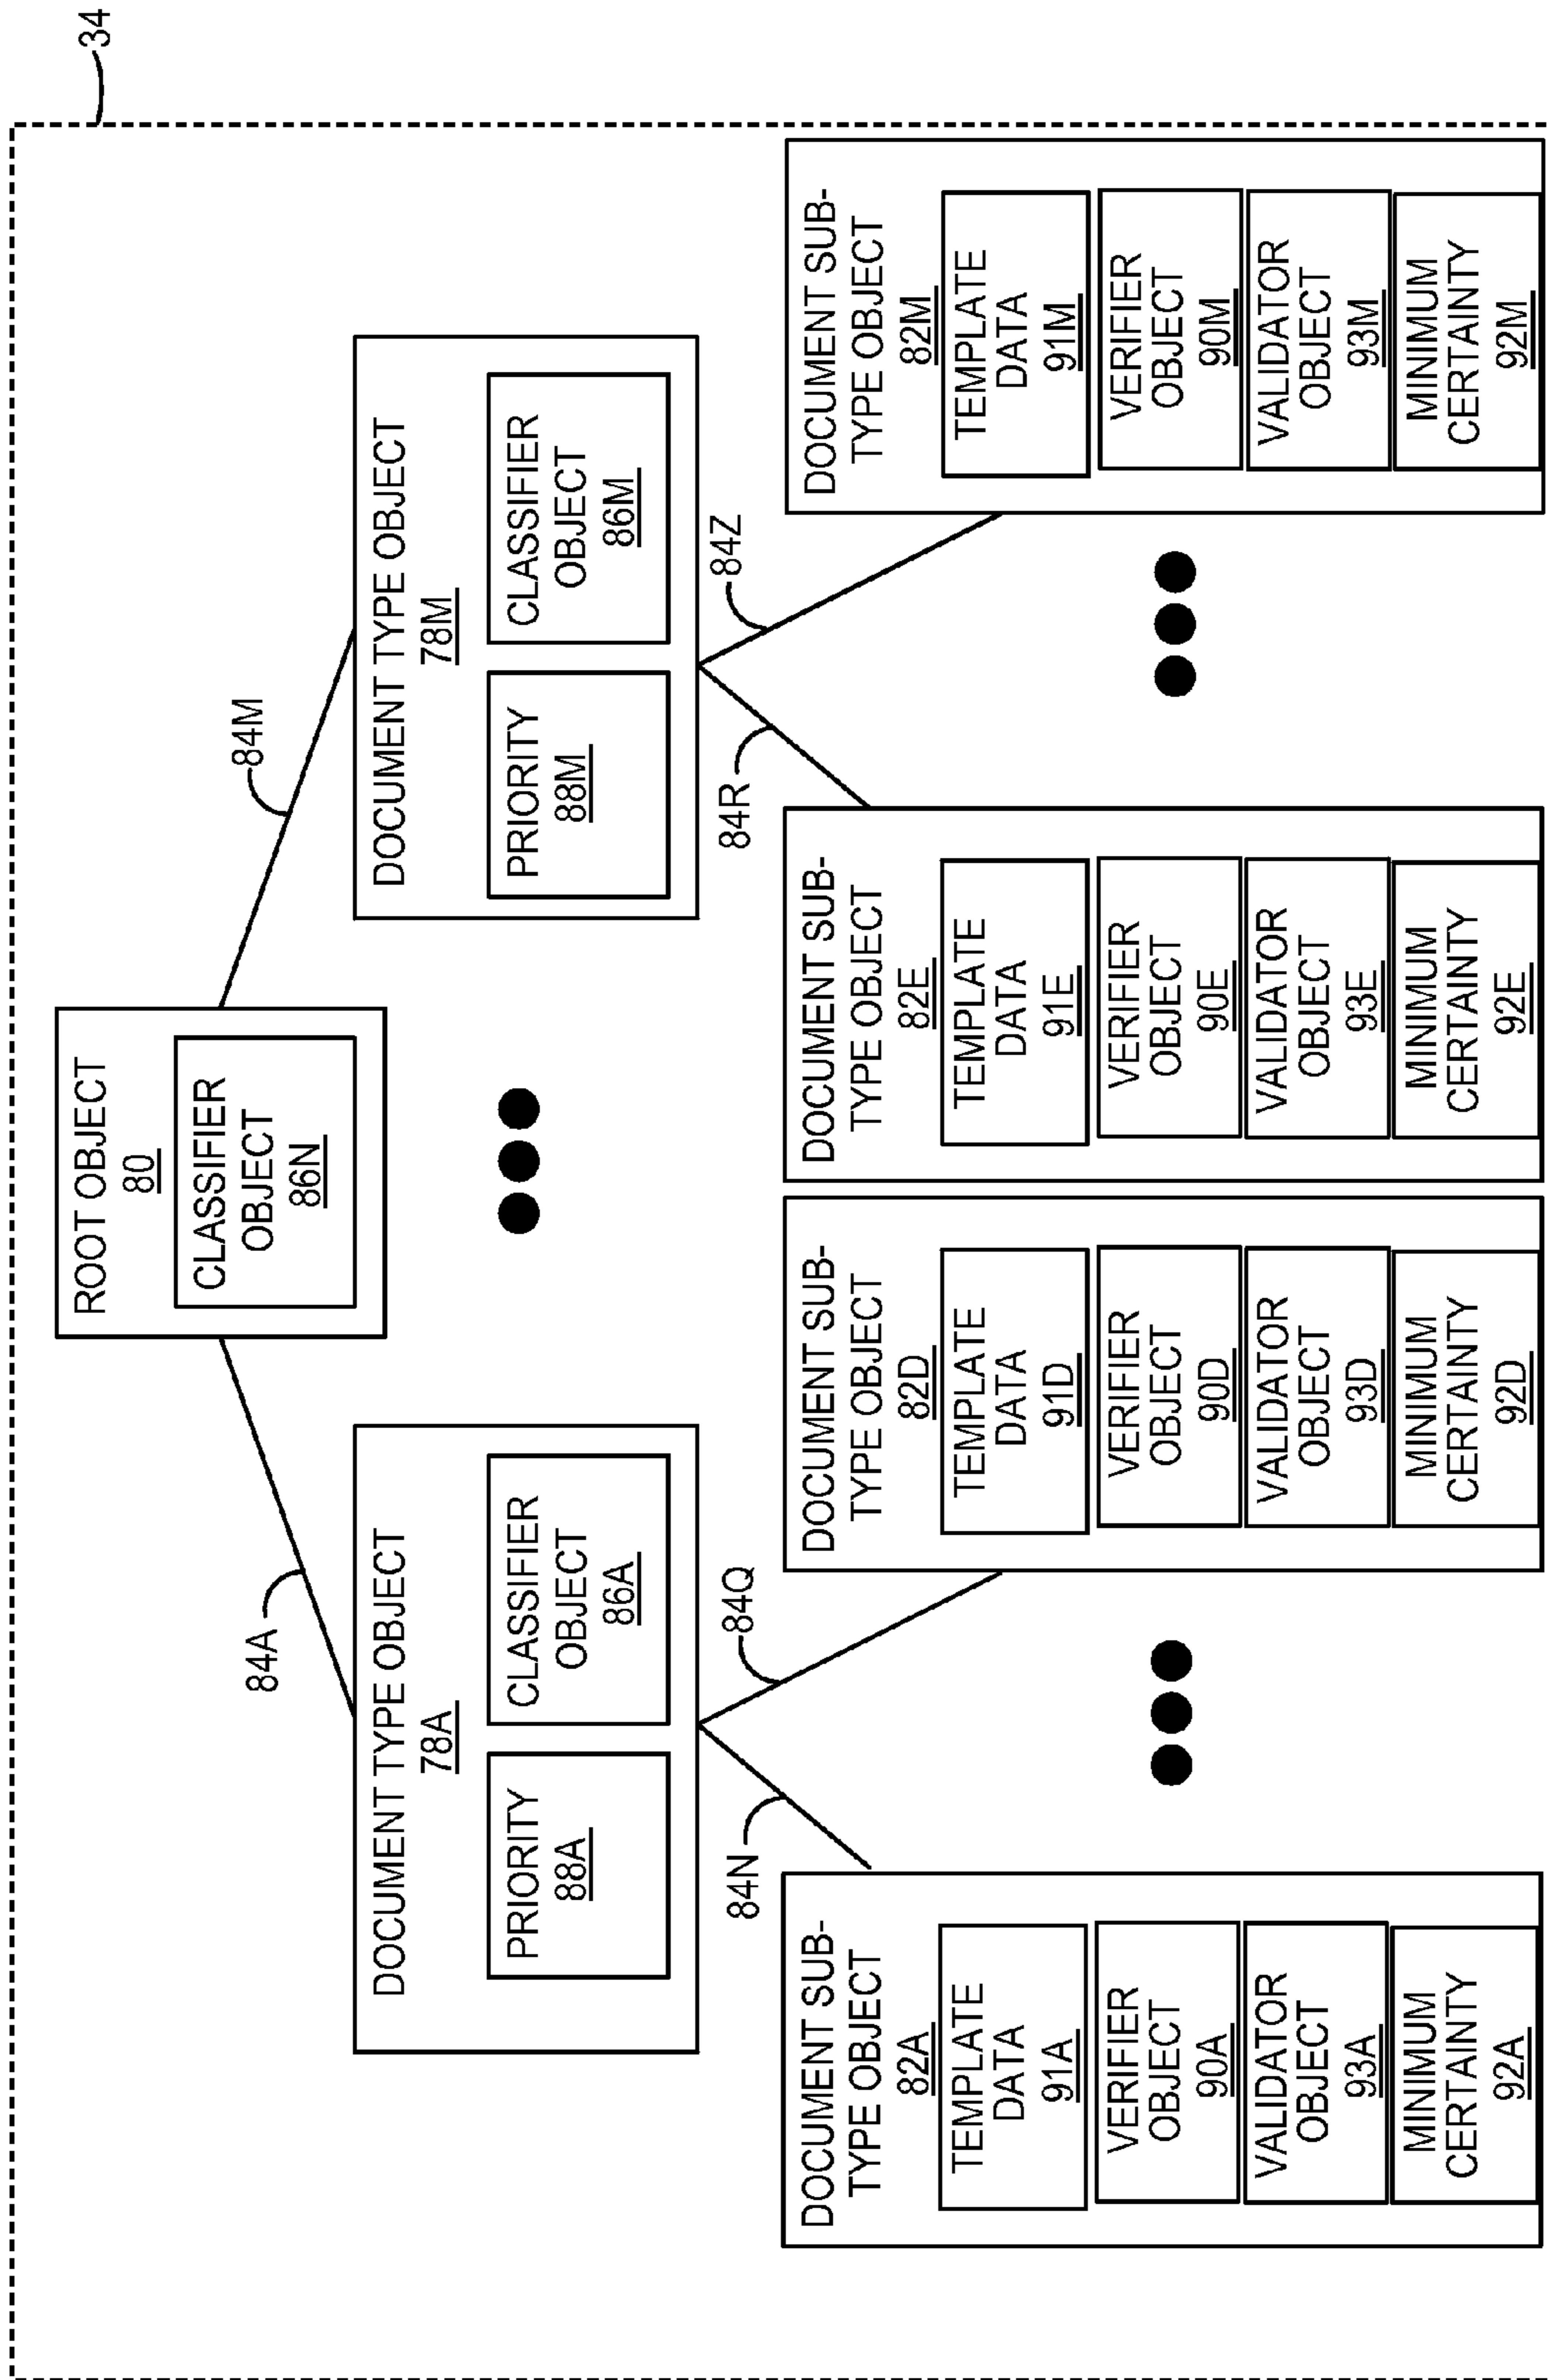 34
ROOT OBJECT
80
CLASSIFIER
OBJECT
86N
84A
84M
DOCUMENT TYPE OBJECT
78A
PRIORITY
88A
CLASSIFIER
OBJECT
86A
DOCUMENT TYPE OBJECT
78M
PRIORITY
88M
CLASSIFIER
OBJECT
86M
84N
84Q
84R
84Z
DOCUMENT SUB-
TYPE OBJECT
82A
TEMPLATE
DATA
91A
VERIFIER
OBJECT
90A
VALIDATOR
OBJECT
93A
MINIMUM
CERTAINTY
92A
DOCUMENT SUB-
TYPE OBJECT
82D
TEMPLATE
DATA
91D
VERIFIER
OBJECT
90D
VALIDATOR
OBJECT
93D
MINIMUM
CERTAINTY
92D
DOCUMENT SUB-
TYPE OBJECT
82E
TEMPLATE
DATA
91E
VERIFIER
OBJECT
90E
VALIDATOR
OBJECT
93E
MINIMUM
CERTAINTY
92E
DOCUMENT SUB-
TYPE OBJECT
82M
TEMPLATE
DATA
91M
VERIFIER
OBJECT
90M
VALIDATOR
OBJECT
93M
MINIMUM
CERTAINTY
92M